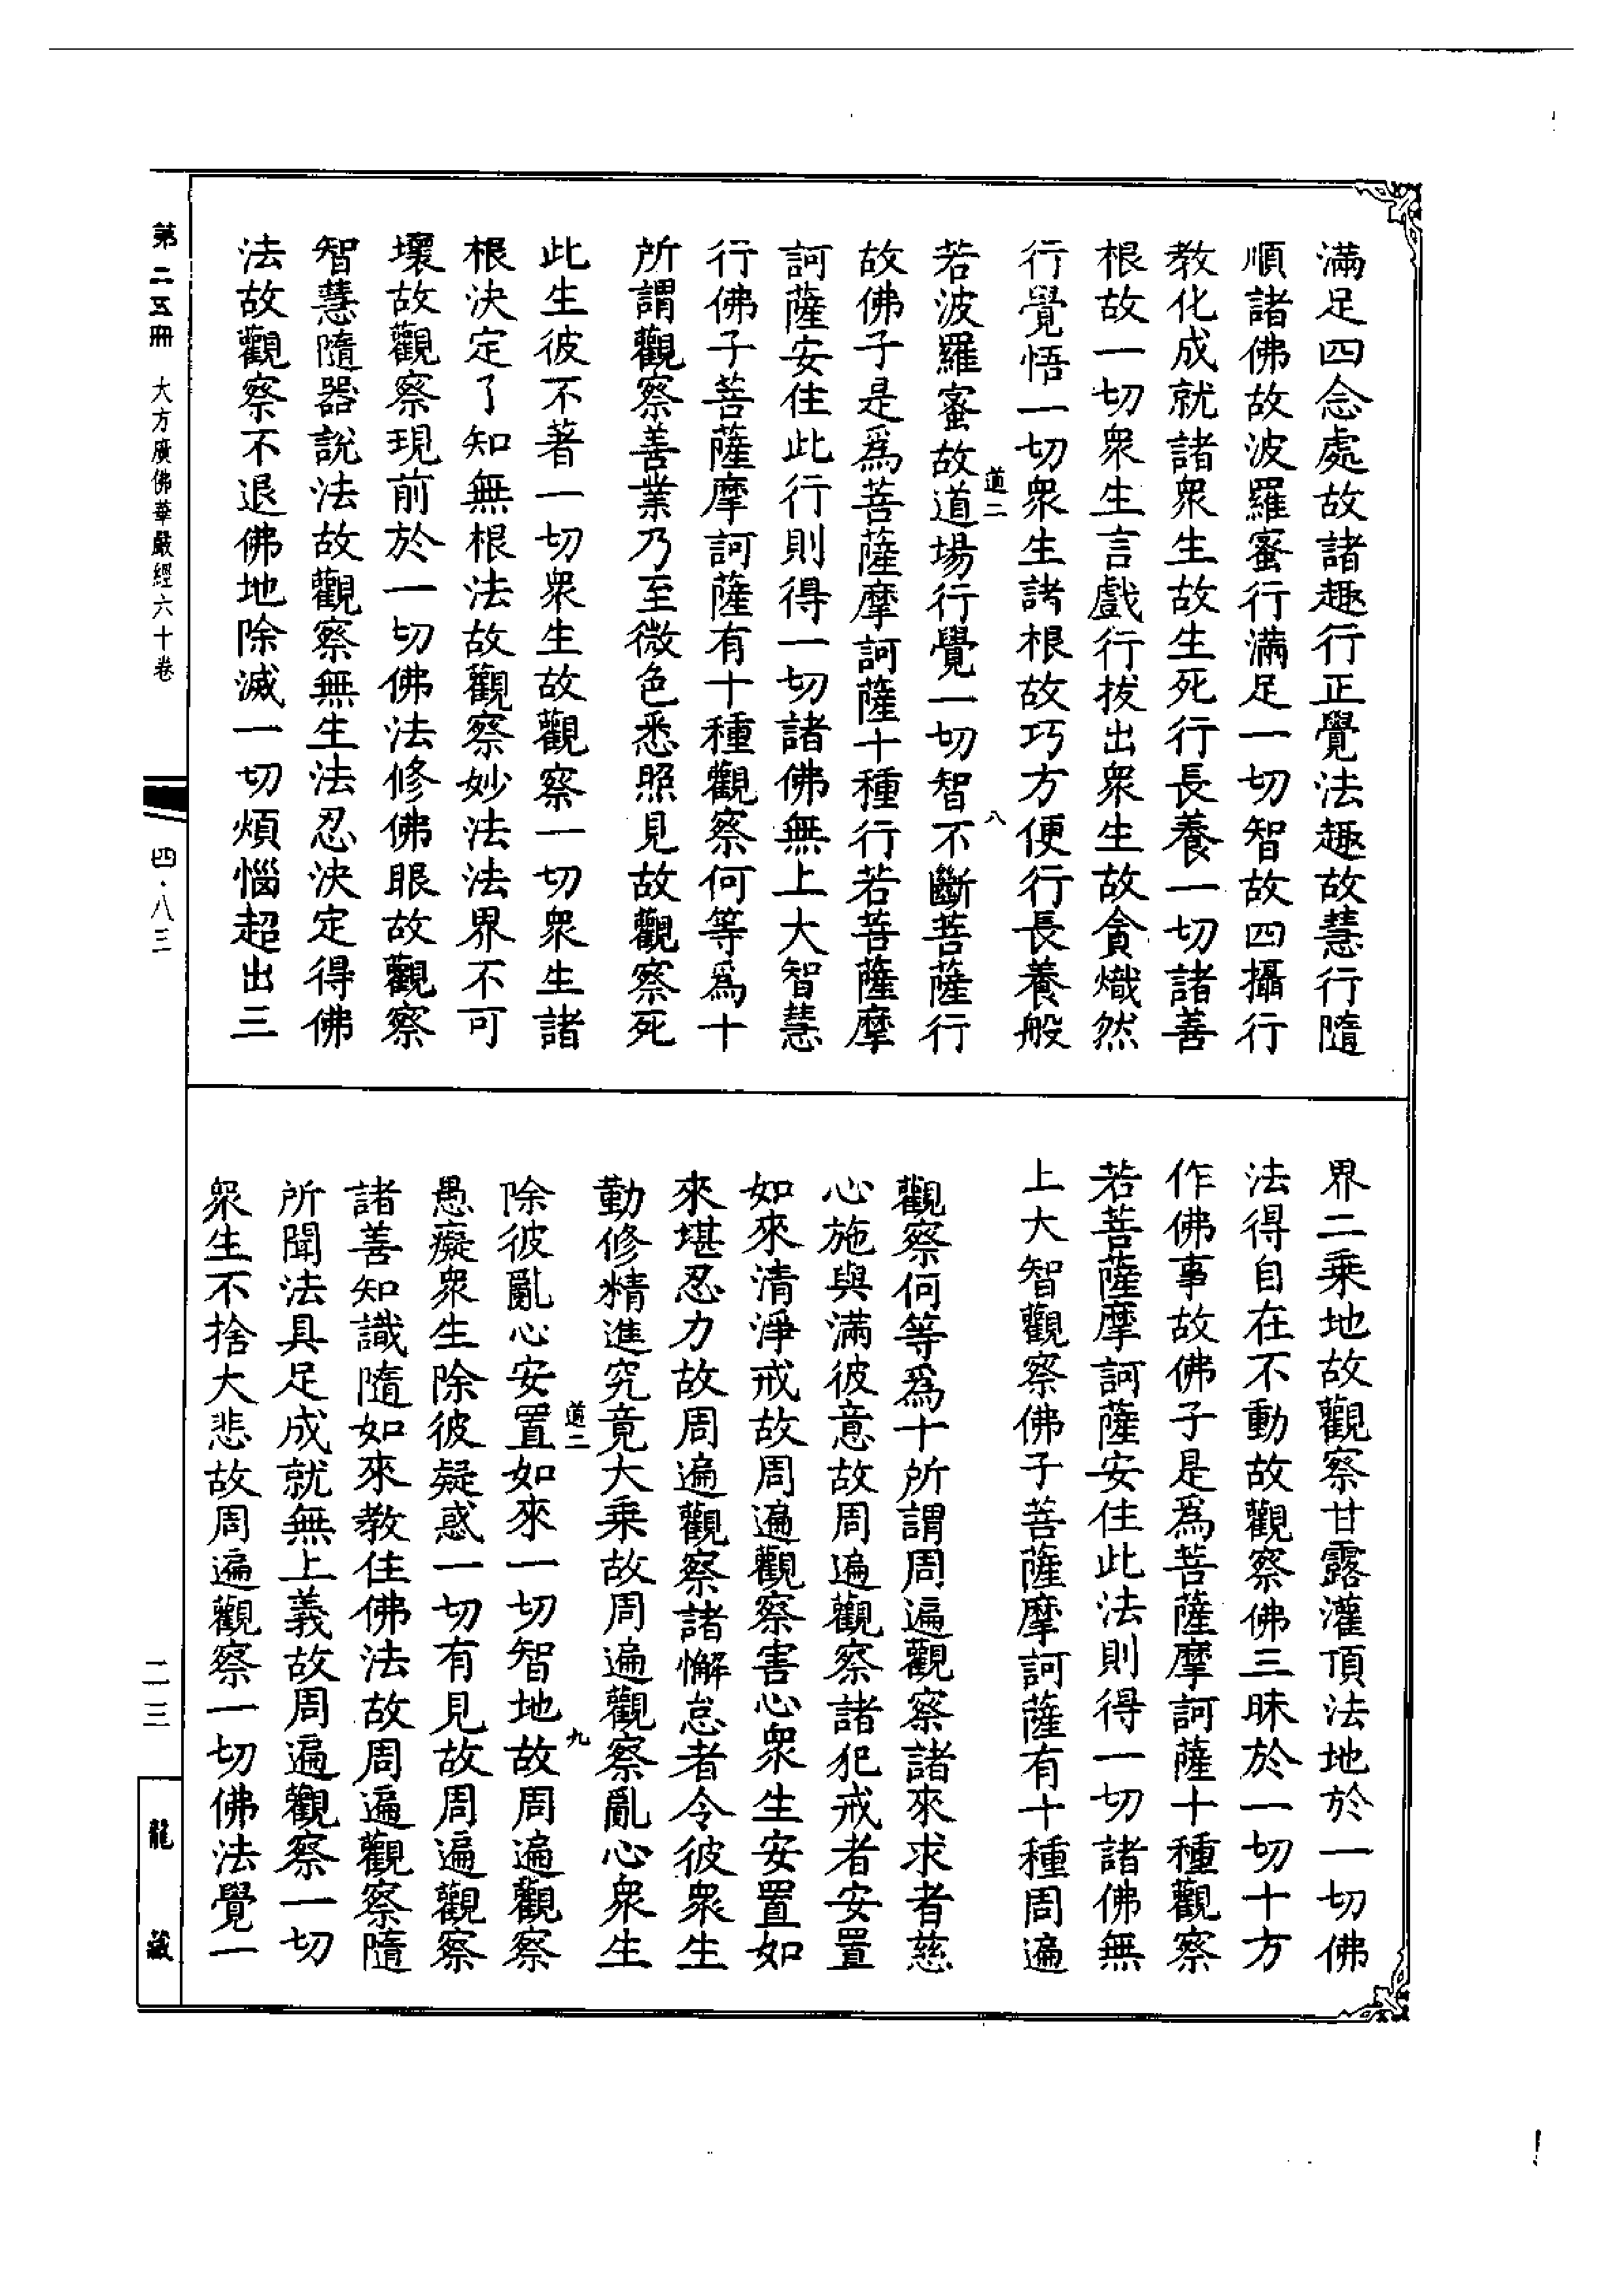 滿足四念處故諸趣行正覺法趣故慧行隨
順諸佛故波羅蜜行滿足一切智故四攝行
教化成就諸衆生故生死行長養一切諸善
根故一切衆生言戲行拔出衆生故貪熾然
行覺悟一切衆生諸根故巧方便行長養般
道二
八
若波羅蜜故道場行覺一切智不斷菩薩行
故佛子是爲菩薩摩訶薩十種行若菩薩摩
訶薩安住此行則得一切諸佛無上大智慧
行佛子菩薩摩訶薩有十種觀察何等爲十
所謂觀察善業乃至微色悉照見故觀察死
此生彼不著一切衆生故觀察一切衆生諸
根決定了知無根法故觀察妙法法界不可
壞故觀察現前於一切佛法修佛眼故觀察
智慧隨器說法故觀察無生法忍決定得佛
法故觀察不退佛地除滅一切煩惱超出三
界二乘地故觀察甘露灌頂法地於一切佛
法得自在不動故觀察佛三昧於一切十方
作佛事故佛子是爲菩薩摩訶薩十種觀察
若菩薩摩訶薩安住此法則得一切諸佛無
上大智觀察佛子菩薩摩訶薩有十種周遍
觀察何等爲十所謂周遍觀察諸來求者慈
心施與滿彼意故周遍觀察諸犯戒者安置
如來清淨戒故周遍觀察害心衆生安置如
來堪忍力故周遍觀察諸懈怠者令彼衆生
勤修精進究竟大乘故周遍觀察亂心衆生
道二
九
除彼亂心安置如來一切智地故周遍觀察
愚癡衆生除彼疑惑一切有見故周遍觀察
諸善知識隨如來教住佛法故周遍觀察隨
所聞法具足成就無上義故周遍觀察一切
衆生不捨大悲故周遍觀察一切佛法覺一
第二五冊 大方廣佛華嚴經六十卷
四·八三
二三
龍藏